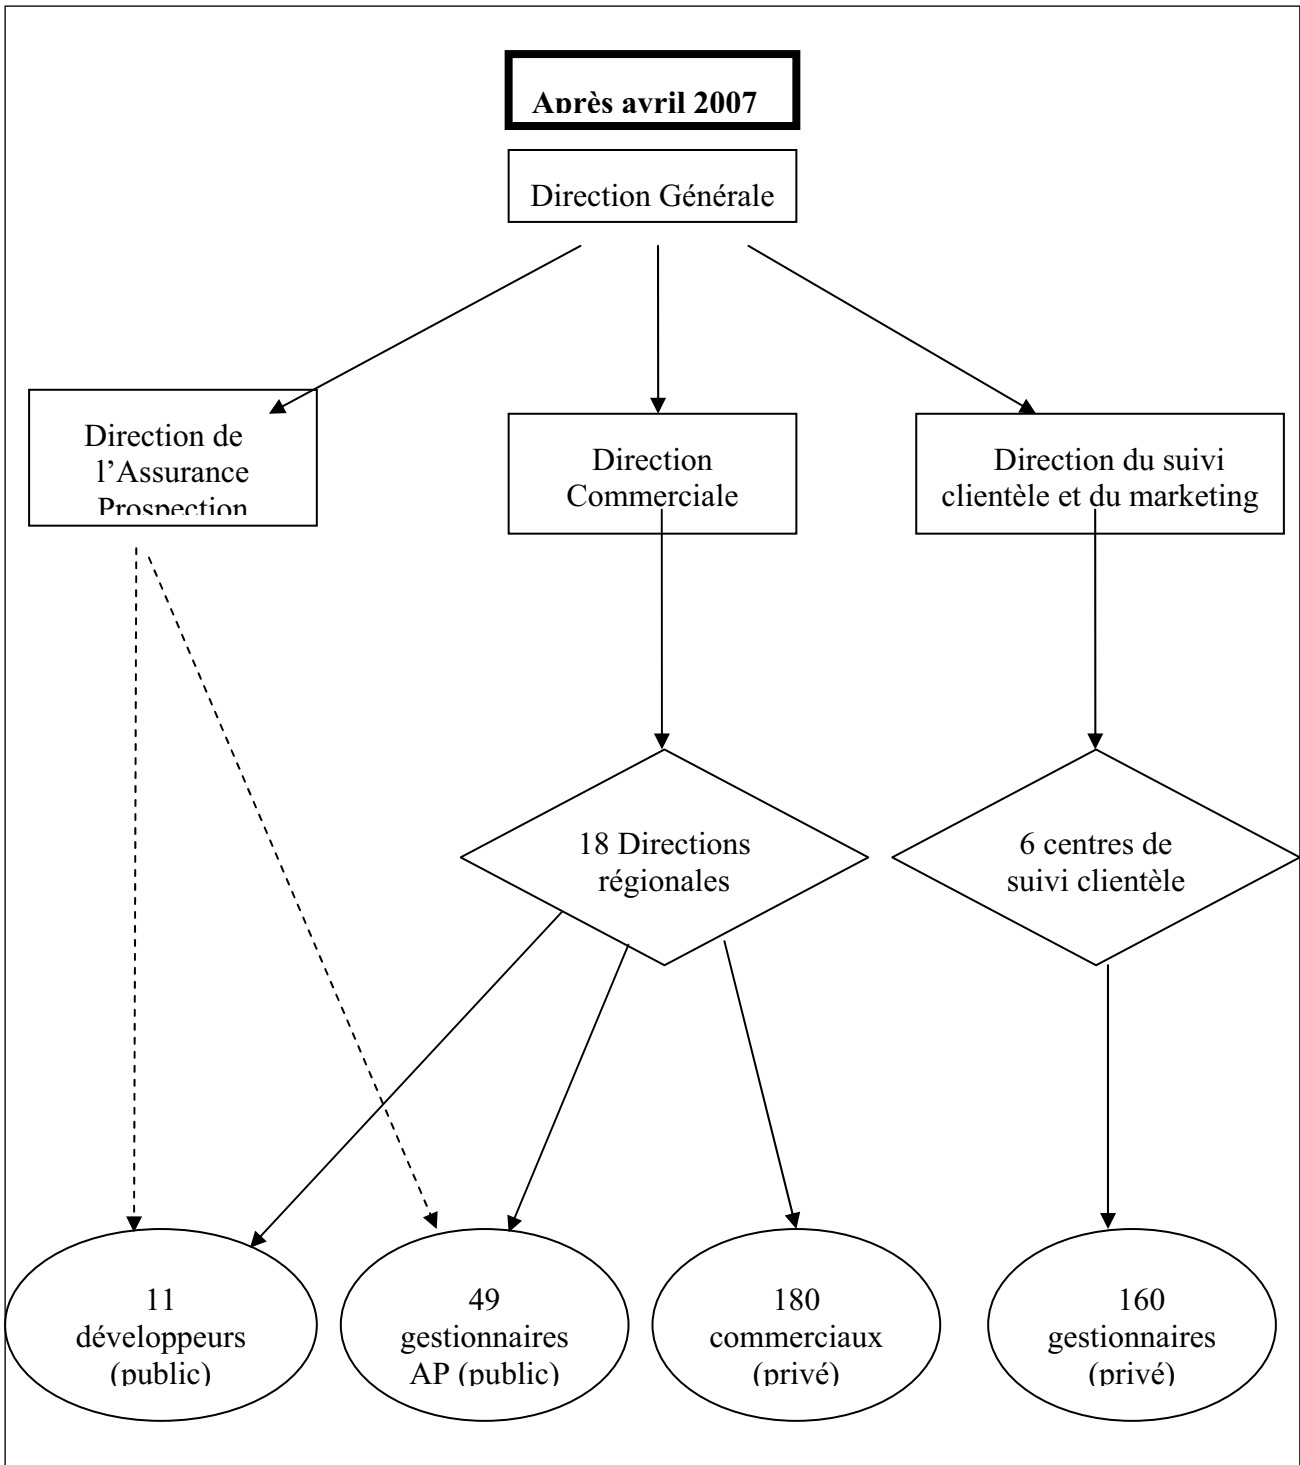 Après avril 2007
Direction Générale
Direction de
l’Assurance
Prospection
Direction
Commerciale
Direction du suivi
clientèle et du marketing
18 Directions
régionales
6 centres de
suivi clientèle
11
développeurs
(public)
49
gestionnaires
AP (public)
180
commerciaux
(privé)
160
gestionnaires
(privé)